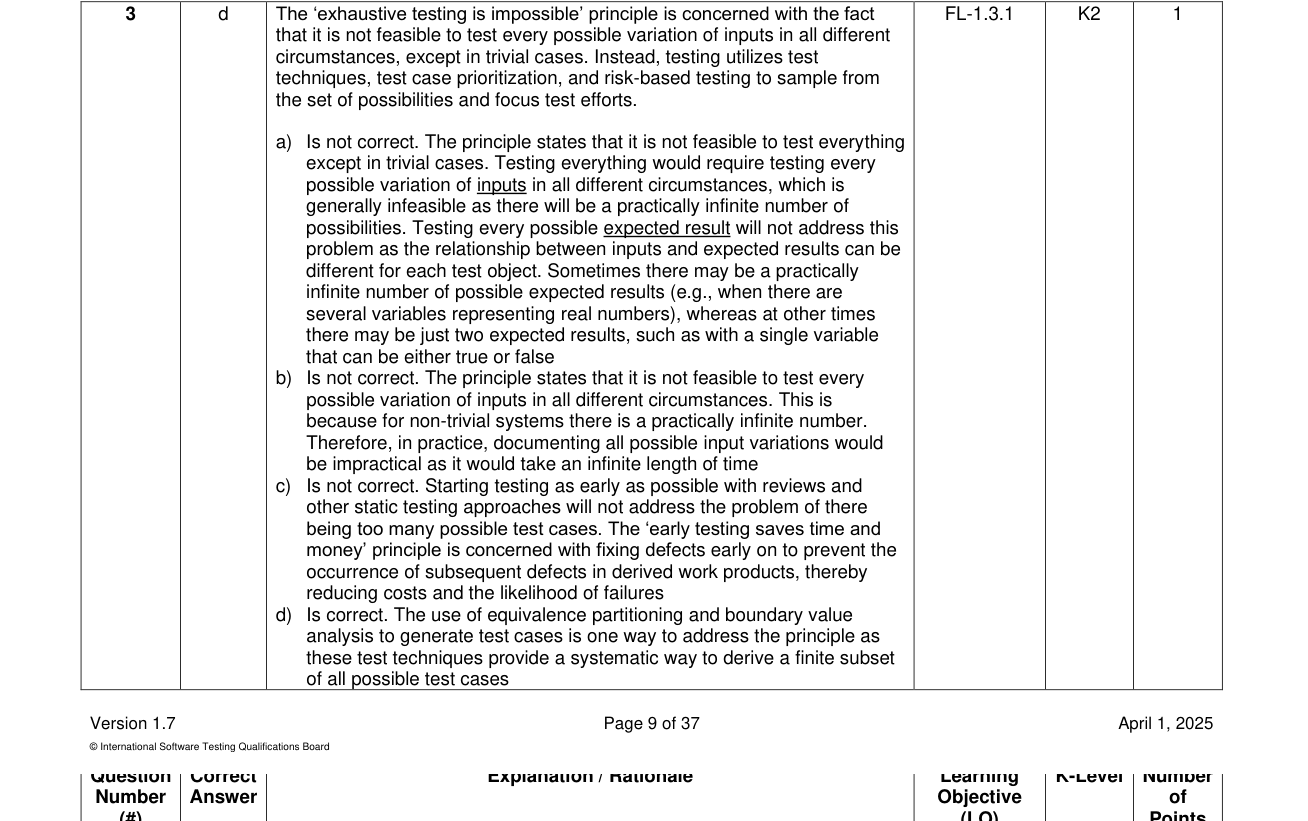 3 d The ‘exhaustive testing is impossible’ principle is concerned with the fact FL-1.3.1 K2 1
that it is not feasible to test every possible variation of inputs in all different
circumstances, except in trivial cases. Instead, testing utilizes test
techniques, test case prioritization, and risk-based testing to sample from
the set of possibilities and focus test efforts.
a) Is not correct. The principle states that it is not feasible to test everything
except in trivial cases. Testing everything would require testing every
possible variation of inputs in all different circumstances, which is
generally infeasible as there will be a practically infinite number of
possibilities. Testing every possible expected result will not address this
problem as the relationship between inputs and expected results can be
different for each test object. Sometimes there may be a practically
infinite number of possible expected results (e.g., when there are
several variables representing real numbers), whereas at other times
there may be just two expected results, such as with a single variable
that can be either true or false
b) Is not correct. The principle states that it is not feasible to test every
possible variation of inputs in all different circumstances. This is
because for non-trivial systems there is a practically infinite number.
Therefore, in practice, documenting all possible input variations would
be impractical as it would take an infinite length of time
c) Is not correct. Starting testing as early as possible with reviews and
other static testing approaches will not address the problem of there
being too many possible test cases. The ‘early testing saves time and
money’ principle is concerned with fixing defects early on to prevent the
occurrence of subsequent defects in derived work products, thereby
reducing costs and the likelihood of failures
d) Is correct. The use of equivalence partitioning and boundary value
analysis to generate test cases is one way to address the principle as
these test techniques provide a systematic way to derive a finite subset
of all possible test cases
Version 1.7 Page 9 of 37 April 1, 2025
© International Software Testing Qualifications Board
Question Correct Explanation / Rationale Learning K-Level Number
Number Answer Objective of
(#) (LO) Points